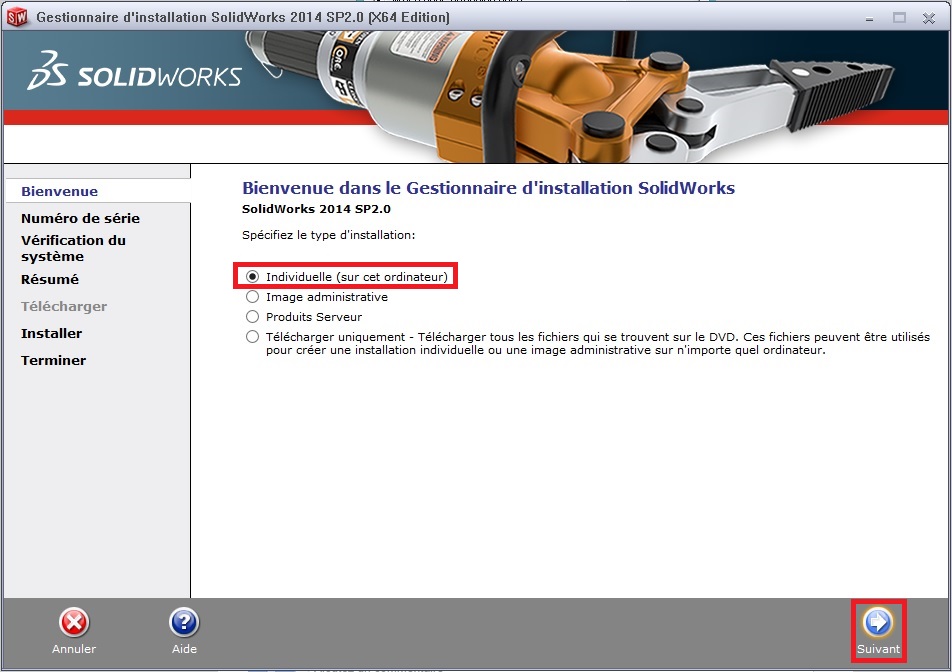 Gestionnaire d'installation SolidWorks 2014 SP2.0 (X64 Edition)
SOLIDWORKS
Bienvenue
Numéro de série
Vérification du
système
Résumé
Télécharger
Installer
Terminer
Bienvenue dans le Gestionnaire d'installation SolidWorks
SolidWorks 2014 SP2.0
Spécifiez le type d'installation:
Individuelle (sur cet ordinateur)
Image administrative
Produits Serveur
Télécharger uniquement - Télécharger tous les fichiers qui se trouvent sur le DVD. Ces fichiers peuvent être utilisés
pour créer une installation individuelle ou une image administrative sur n'importe quel ordinateur.
Annuler
Aide
Suivant